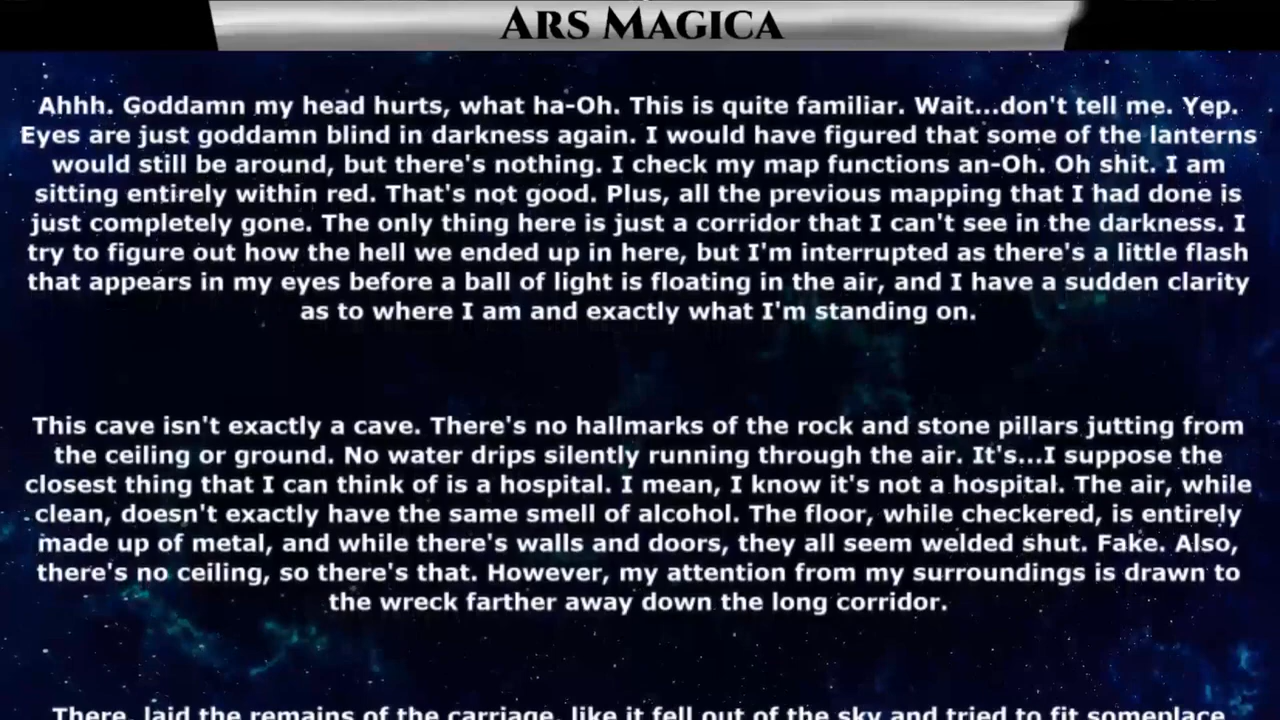 ARS MAGICA
Ahhh. Goddamn my head hurts, what ha-Oh. This is quite familiar. Wait...don't tell me. Yep.
Eyes are just goddamn blind in darkness again. I would have figured that some of the lanterns
would still be around, but there's nothing. I check my map functions an-Oh. Oh shit. I am
sitting entirely within red. That's not good. Plus, all the previous mapping that I had done is
just completely gone. The only thing here is just a corridor that I can't see in the darkness. I
try to figure out how the hell we ended up in here, but I'm interrupted as there's a little flash
that appears in my eyes before a ball of light is floating in the air, and I have a sudden clarity
as to where I am and exactly what I'm standing on.
This cave isn't exactly a cave. There's no hallmarks of the rock and stone pillars jutting from
the ceiling or ground. No water drips silently running through the air. It's...I suppose the
closest thing that I can think of is a hospital. I mean, I know it's not a hospital. The air, while
clean, doesn't exactly have the same smell of alcohol. The floor, while checkered, is entirely
made up of metal, and while there's walls and doors, they all seem welded shut. Fake. Also,
there's no ceiling, so there's that. However, my attention from my surroundings is drawn to
the wreck farther away down the long corridor.
There, laid the remains of the carriage, like it fell out of the sky and tried to fit someplace